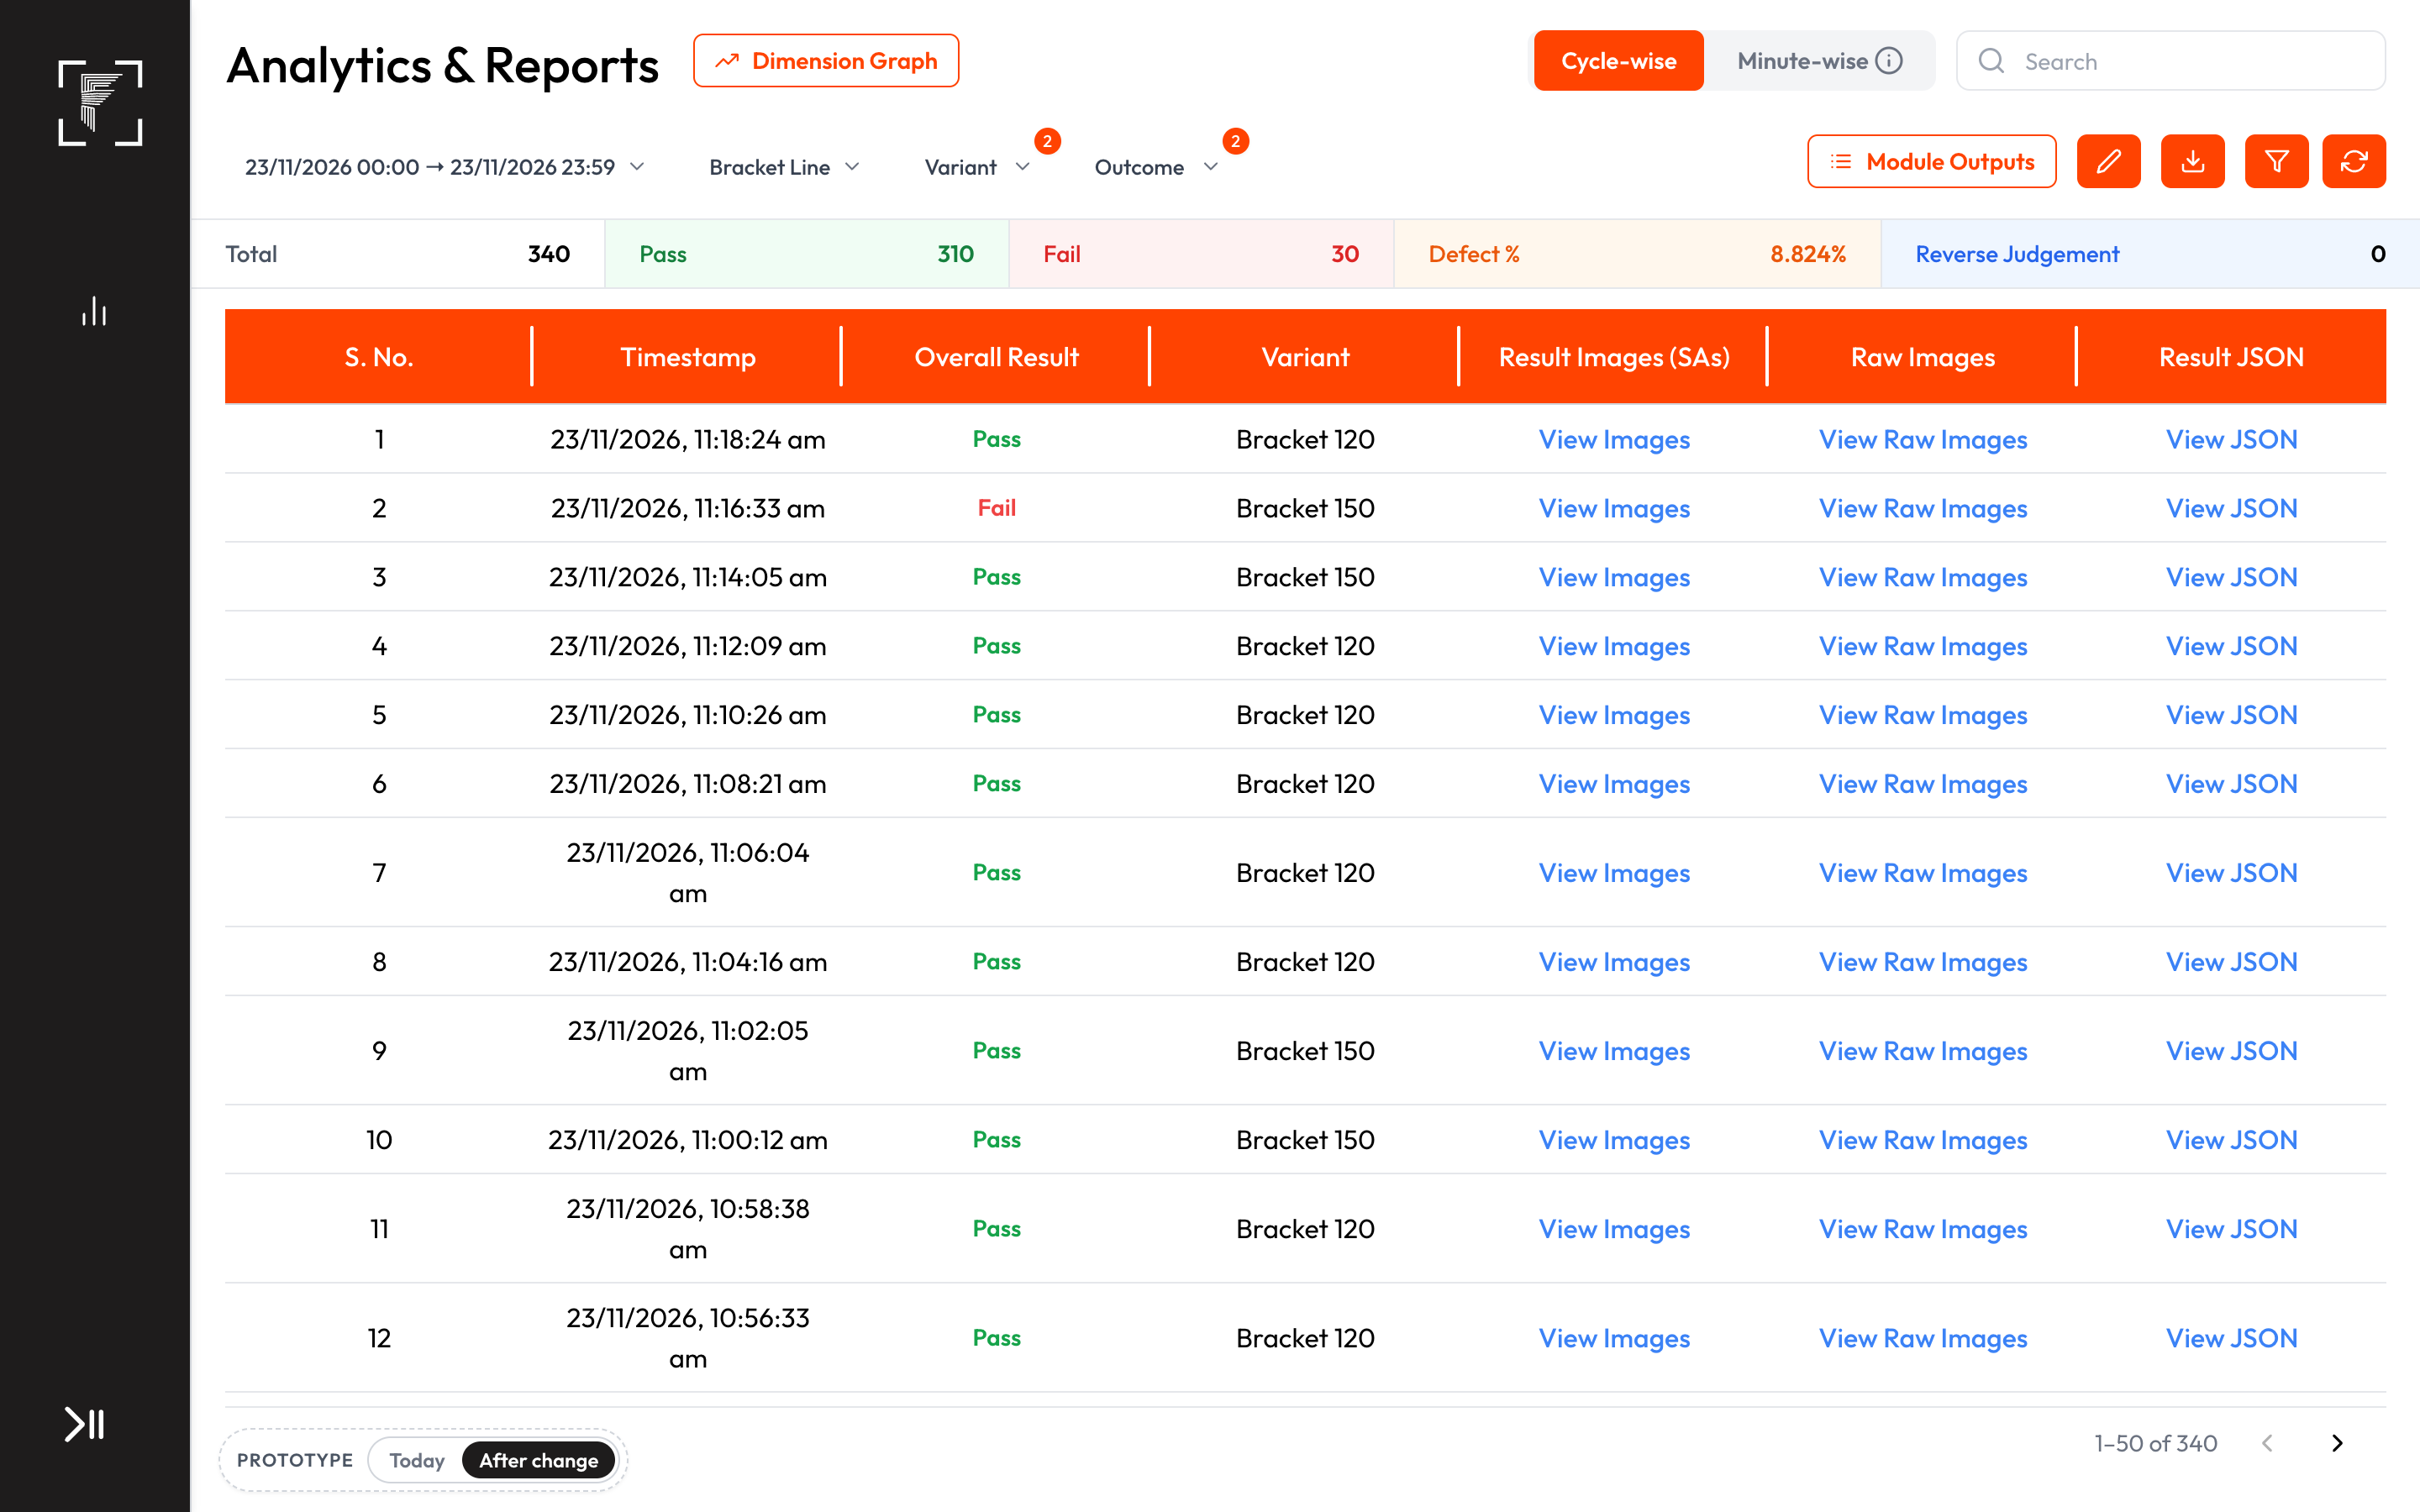 Analytics & Reports
Dimension Graph
Cycle-wise
Minute-wise
Search
23/11/2026 00:00 → 23/11/2026 23:59
Bracket Line
Variant
2
Outcome
2
Module Outputs
Total 340
Pass 310
Fail 30
Defect % 8.824%
Reverse Judgement 0
S. No. Timestamp Overall Result Variant Result Images (SAs) Raw Images Result JSON
1 23/11/2026, 11:18:24 am Pass Bracket 120 View Images View Raw Images View JSON
2 23/11/2026, 11:16:33 am Fail Bracket 150 View Images View Raw Images View JSON
3 23/11/2026, 11:14:05 am Pass Bracket 150 View Images View Raw Images View JSON
4 23/11/2026, 11:12:09 am Pass Bracket 120 View Images View Raw Images View JSON
5 23/11/2026, 11:10:26 am Pass Bracket 120 View Images View Raw Images View JSON
6 23/11/2026, 11:08:21 am Pass Bracket 120 View Images View Raw Images View JSON
7 23/11/2026, 11:06:04 am Pass Bracket 120 View Images View Raw Images View JSON
8 23/11/2026, 11:04:16 am Pass Bracket 120 View Images View Raw Images View JSON
9 23/11/2026, 11:02:05 am Pass Bracket 150 View Images View Raw Images View JSON
10 23/11/2026, 11:00:12 am Pass Bracket 150 View Images View Raw Images View JSON
11 23/11/2026, 10:58:38 am Pass Bracket 120 View Images View Raw Images View JSON
12 23/11/2026, 10:56:33 am Pass Bracket 120 View Images View Raw Images View JSON
PROTOTYPE Today After change
1–50 of 340